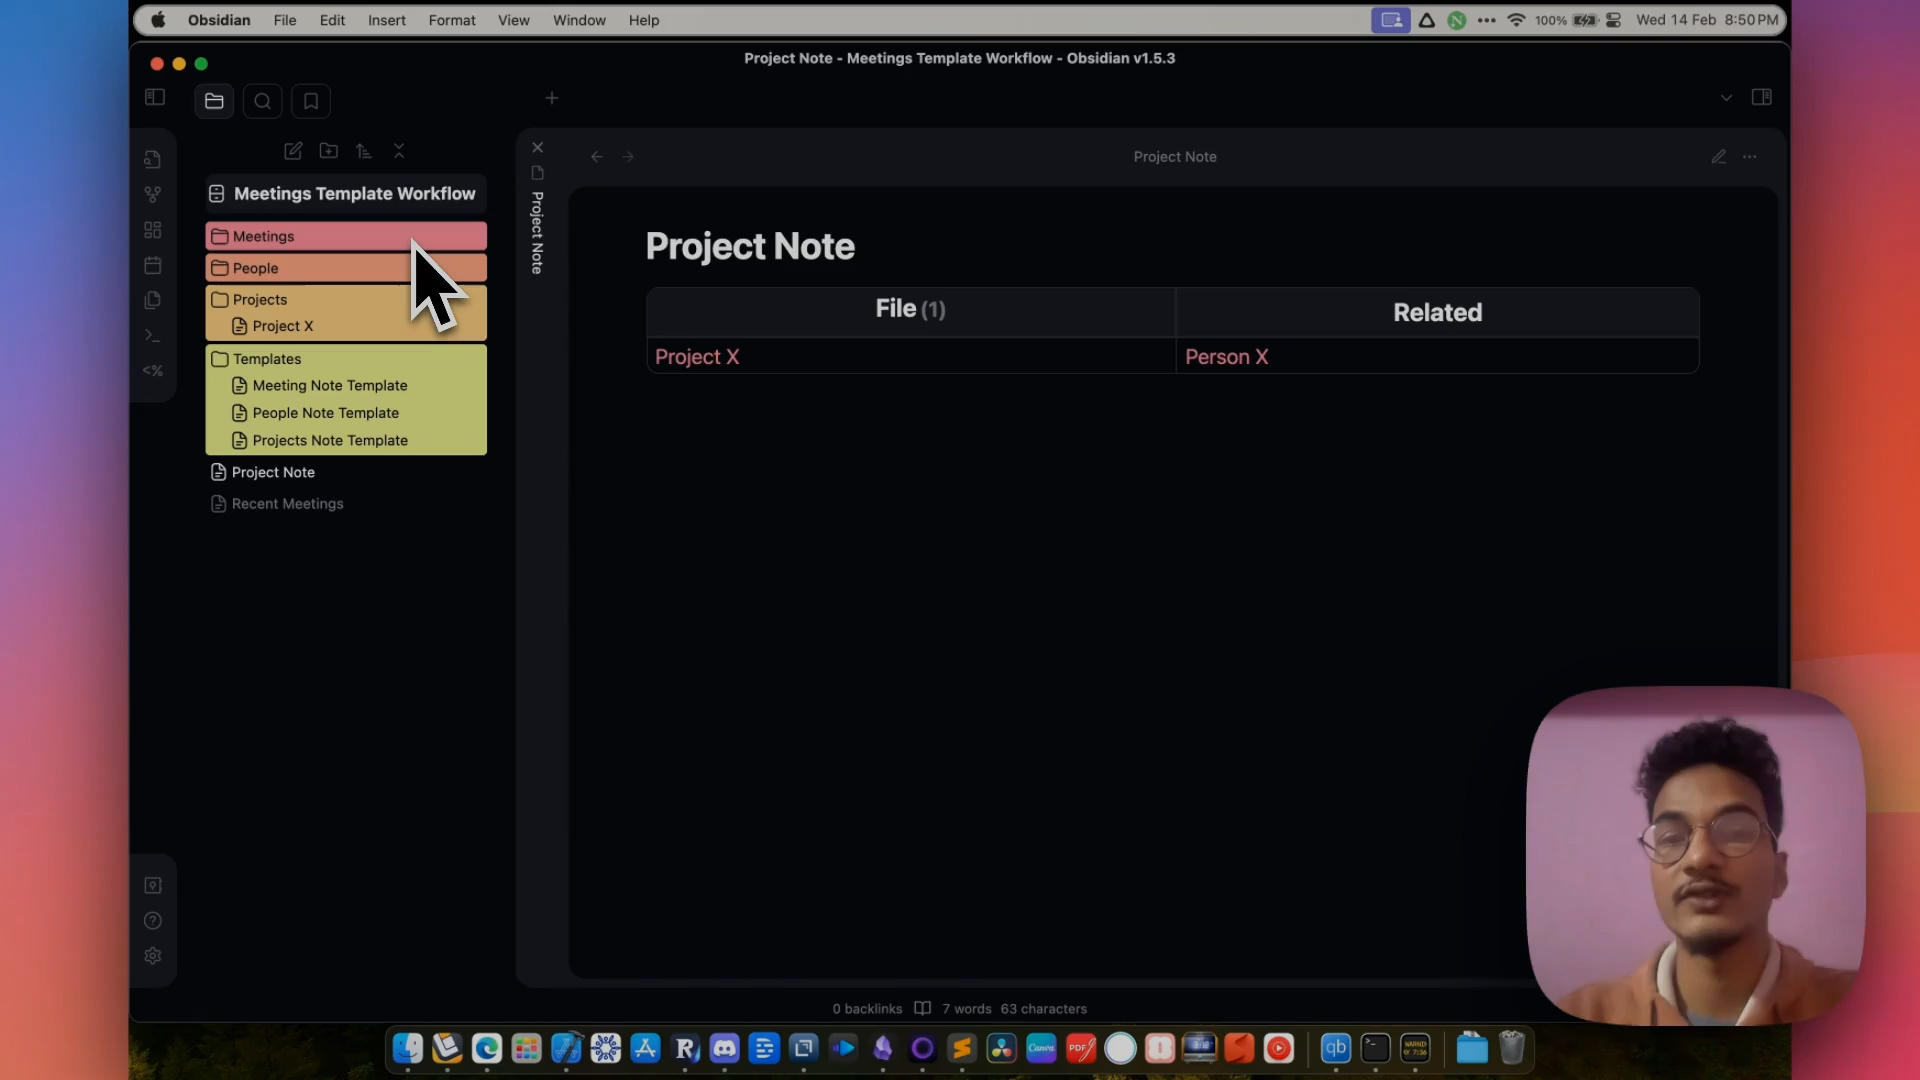 Obsidian File Edit Insert Format View Window Help
100% Wed 14 Feb 8:50 PM
Project Note - Meetings Template Workflow - Obsidian v1.5.3
Meetings Template Workflow
Meetings
People
Projects
Project X
Templates
Meeting Note Template
People Note Template
Projects Note Template
Project Note
Recent Meetings
Project Note
Project Note
Project Note
File (1) Related
Project X Person X
0 backlinks 7 words 63 characters
Canva
PDF
qb